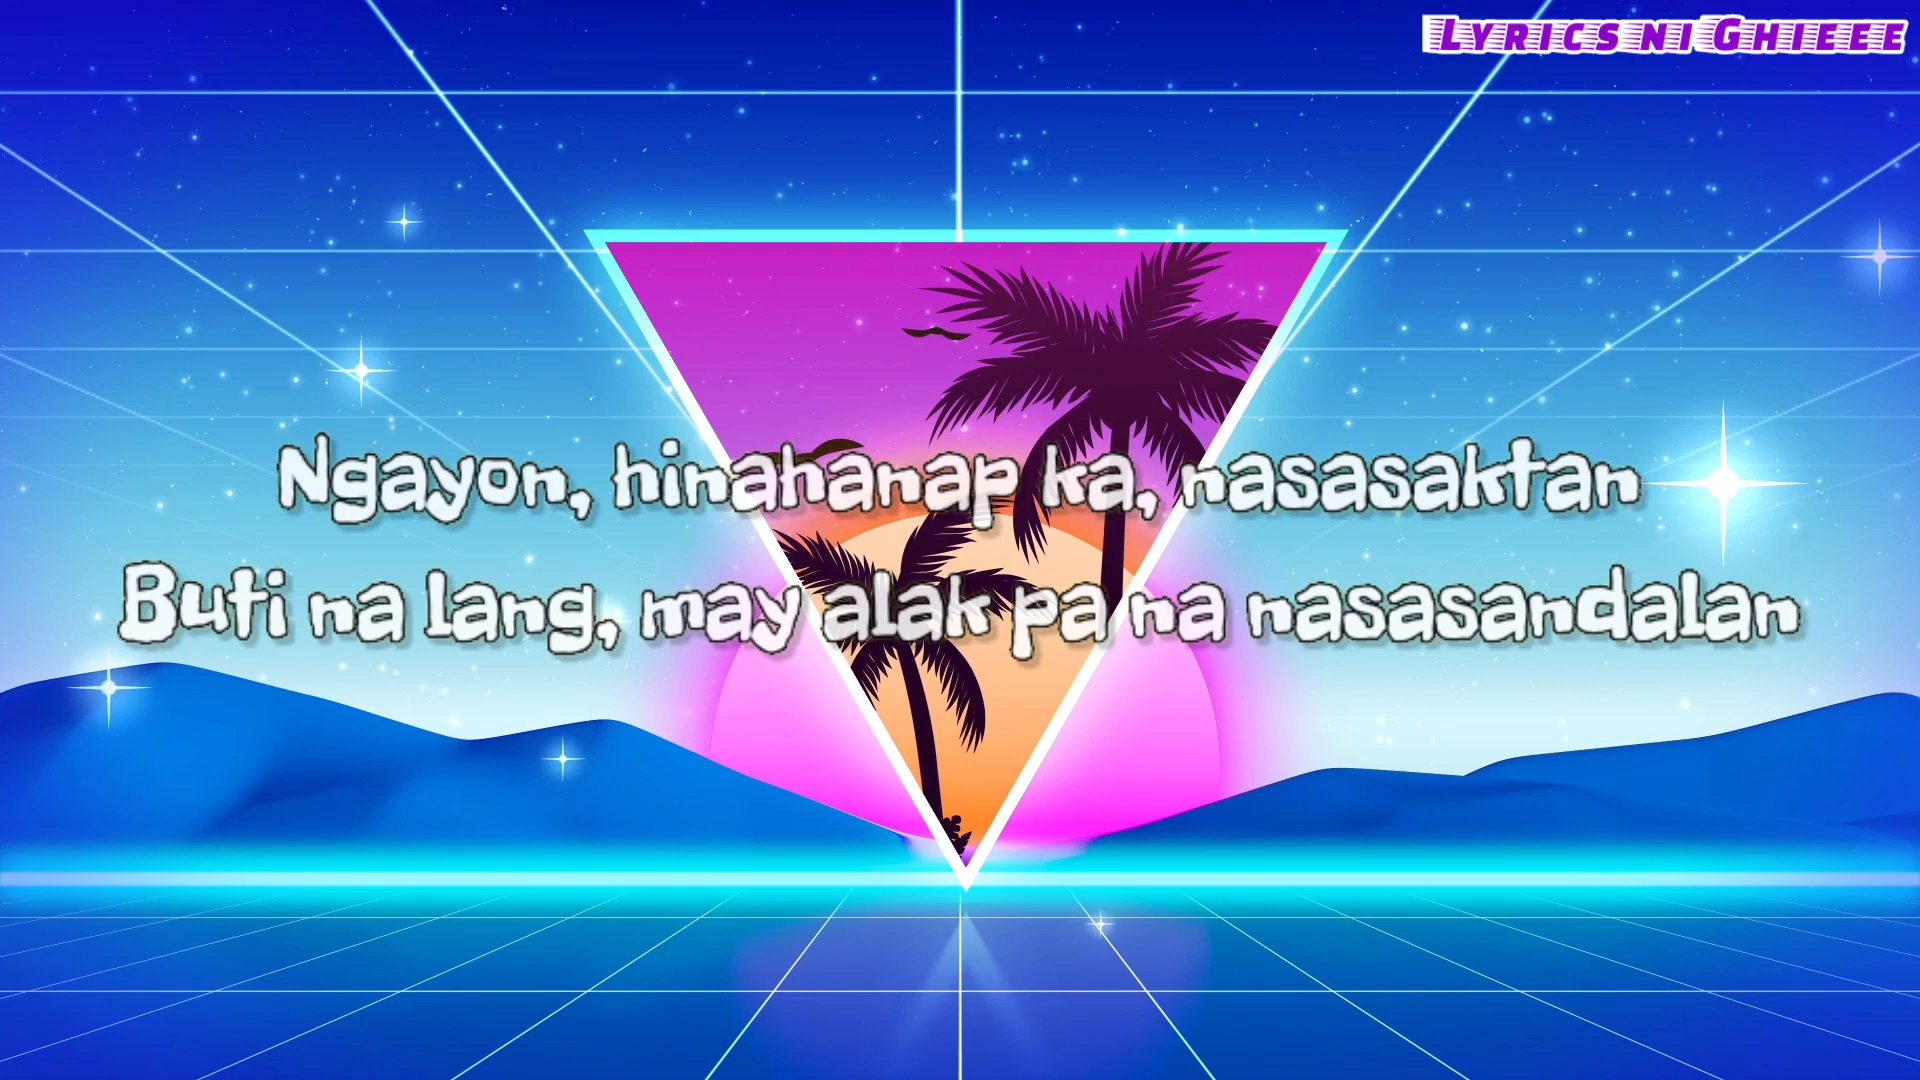 Lyrics ni Ghieee
Ngayon, hinahanap ka, nasasaktan
Buti na lang, may alak pa na nasasandalan